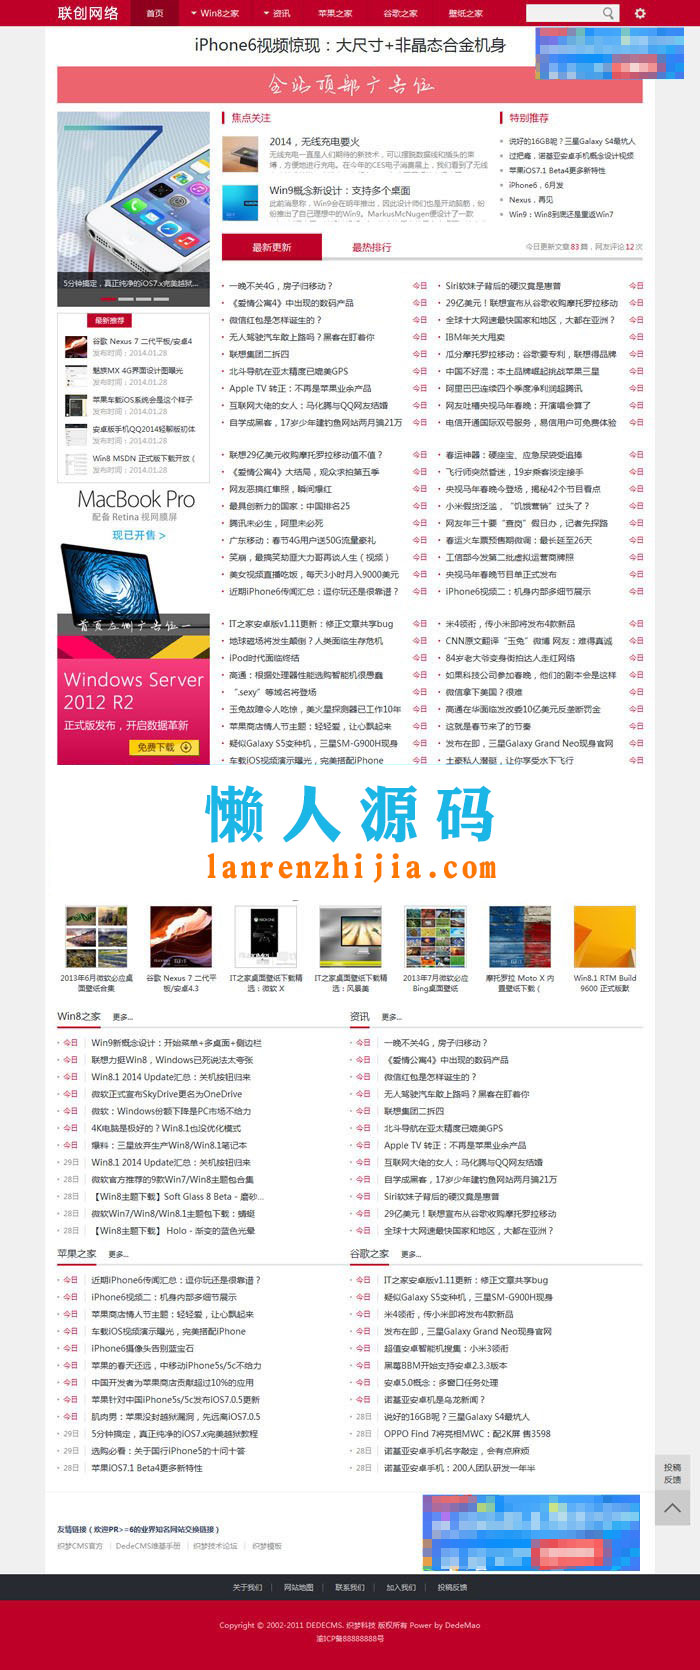 联创网络
首页
Win8之家
资讯
苹果之家
谷歌之家
壁纸之家
iPhone6视频惊现：大尺寸+非晶态合金机身
全站顶部广告位
7
5分钟搞定，真正纯净的iOS7.x完美越狱...
焦点关注
2014，无线充电要火
无线充电一直是人们期待的新技术，可以摆脱数据线和插头的束
缚，方便地进行充电。在今年的CES电子消费展上，我们看到了无线
Win9概念新设计：支持多个桌面
此前消息称，Win9会在明年推出，因此设计师们也是开动脑筋，纷
纷推出了自己理想中的Win9。MarkusMcNugen便设计了一款
特别推荐
说好的16GB呢？三星Galaxy S4最坑人
过把瘾，诺基亚安卓手机概念设计视频
苹果iOS7.1 Beta4更多新特性
iPhone6，6月发
Nexus，再见
Win9：Win8到底还是重返Win7
最新更新
最热排行
今日更新文章 83 篇，网友评论 12 次
一晚不关4G，房子归移动？ 今日
《爱情公寓4》中出现的数码产品 今日
微信红包是怎样诞生的？ 今日
无人驾驶汽车敢上路吗？黑客在盯着你 今日
联想集团二拆四 今日
北斗导航在亚太精度已媲美GPS 今日
Apple TV 转正：不再是苹果业余产品 今日
互联网大佬的女人：马化腾与QQ网友结婚 今日
自学成黑客，17岁少年建钓鱼网站两月骗21万 今日
Siri软妹子背后的硬汉竟是惠普 今日
29亿美元！联想宣布从谷歌收购摩托罗拉移动 今日
全球十大网速最快国家和地区，大都在亚洲？ 今日
IBM年关大甩卖 今日
瓜分摩托罗拉移动：谷歌要专利，联想得品牌 今日
中国不好混：本土品牌崛起挑战苹果三星 今日
阿里巴巴连续四个季度净利润超腾讯 今日
网友吐槽央视马年春晚：开演唱会算了 今日
电信开通国际双号服务，易信用户可免费体验 今日
联想29亿美元收购摩托罗拉移动值不值？ 今日
《爱情公寓4》大结局，观众求拍第五季 今日
网友恶搞红隼照，瞬间爆红 今日
最具创新力的国家：中国排名25 今日
腾讯未必生，阿里未必死 今日
广东移动：春节4G用户送50G流量豪礼 今日
笑崩，最搞笑劫匪大力哥再谈人生（视频） 今日
美女视频直播吃饭，每天3小时月入9000美元 今日
近期iPhone6传闻汇总：逗你玩还是很靠谱？ 今日
春运神器：硬座宝、应急尿袋受追捧 今日
飞行师突然昏迷，19岁乘客淡定接手 今日
央视马年春晚今登场，揭秘42个节目看点 今日
小米假货泛滥，“饥饿营销”过头了？ 今日
网友年三十要“查岗”假日办，记者先探路 今日
春运火车票预售期微调：最长延至26天 今日
工信部今发第二批虚拟运营商牌照 今日
央视马年春晚节目单正式发布 今日
iPhone6视频二：机身内部多细节展示 今日
IT之家安卓版v1.11更新：修正文章共享bug 今日
地球磁场将发生颠倒？人类面临生存危机 今日
iPod时代面临终结 今日
高通：根据处理器性能选购智能机很愚蠢 今日
“.sexy”等域名将登场 今日
玉兔故障令人吃惊，美火星探测器已工作10年 今日
苹果商店情人节主题：轻轻爱，让心飘起来 今日
疑似Galaxy S5变种机，三星SM-G900H现身 今日
车载iOS视频演示曝光，完美搭配iPhone 今日
米4领衔，传小米即将发布4款新品 今日
CNN原文翻译“玉兔”微博 网友：难得真诚 今日
84岁老大爷变身街拍达人走红网络 今日
如果科技公司参加春晚，他们的剧本会是这样 今日
微信拿下美国？很难 今日
高通在华面临发改委10亿美元反垄断罚金 今日
这就是春节来了的节奏 今日
发布在即，三星Galaxy Grand Neo现身官网 今日
土豪私人潜艇，让你享受水下飞行 今日
最新推荐
谷歌 Nexus 7 二代平板/安卓4
发布时间：2014.01.28
魅族MX 4G界面设计图曝光
发布时间：2014.01.28
苹果车载iOS系统会是这个样子
发布时间：2014.01.28
安卓版手机QQ2014轻解版初体
发布时间：2014.01.28
Win8 MSDN 正式版下载开放（
发布时间：2014.01.28
MacBook Pro
配备 Retina 视网膜屏
现已开售 >
首页左侧广告位一
Windows Server
2012 R2
正式版发布，开启数据革新
免费下载
懒人源码
lanrenzhijia.com
2013年6月微软必应桌
面壁纸合集
谷歌 Nexus 7 二代平
板/安卓4.3
IT之家桌面壁纸下载精
选：微软 X
IT之家桌面壁纸下载精
选：风景美
2013年7月微软必应
Bing桌面壁纸
摩托罗拉 Moto X 内
置壁纸下载（
Win8.1 RTM Build
9600 正式版默
Win8之家 更多...
今日 Win9新概念设计：开始菜单+多桌面+侧边栏
今日 联想力挺Win8，Windows已死说法太夸张
今日 Win8.1 2014 Update汇总：关机按钮归来
今日 微软正式宣布SkyDrive更名为OneDrive
今日 微软：Windows份额下降是PC市场不给力
今日 4K电脑是极好的？Win8.1也没优化模式
今日 爆料：三星放弃生产Win8/Win8.1笔记本
29日 Win8.1 2014 Update汇总：关机按钮归来
28日 微软官方推荐的9款Win7/Win8主题包合集
28日 【Win8主题下载】Soft Glass 8 Beta - 磨砂...
28日 微软Win7/Win8/Win8.1主题包下载：蜻蜓
28日 【Win8主题下载】 Holo - 渐变的蓝色光晕
资讯 更多...
今日 一晚不关4G，房子归移动？
今日 《爱情公寓4》中出现的数码产品
今日 微信红包是怎样诞生的？
今日 无人驾驶汽车敢上路吗？黑客在盯着你
今日 联想集团二拆四
今日 北斗导航在亚太精度已媲美GPS
今日 Apple TV 转正：不再是苹果业余产品
今日 互联网大佬的女人：马化腾与QQ网友结婚
今日 自学成黑客，17岁少年建钓鱼网站两月骗21万
今日 Siri软妹子背后的硬汉竟是惠普
今日 29亿美元！联想宣布从谷歌收购摩托罗拉移动
今日 全球十大网速最快国家和地区，大都在亚洲？
苹果之家 更多...
今日 近期iPhone6传闻汇总：逗你玩还是很靠谱？
今日 iPhone6视频二：机身内部多细节展示
今日 苹果商店情人节主题：轻轻爱，让心飘起来
今日 车载iOS视频演示曝光，完美搭配iPhone
今日 iPhone6摄像头告别蓝宝石
今日 苹果的春天还远，中移动iPhone5s/5c不给力
今日 中国开发者为苹果商店贡献超过10%的应用
今日 苹果针对中国iPhone5s/5c发布iOS7.0.5更新
今日 肌肉男：苹果没封越狱漏洞，先远离iOS7.0.5
29日 5分钟搞定，真正纯净的iOS7.x完美越狱教程
29日 选购必看：关于国行iPhone5的十问十答
28日 苹果iOS7.1 Beta4更多新特性
谷歌之家 更多...
今日 IT之家安卓版v1.11更新：修正文章共享bug
今日 疑似Galaxy S5变种机，三星SM-G900H现身
今日 米4领衔，传小米即将发布4款新品
今日 发布在即，三星Galaxy Grand Neo现身官网
今日 超值安卓智能机搜集：小米3领衔
今日 黑莓BBM开始支持安卓2.3.3版本
今日 安卓5.0概念：多窗口任务处理
今日 诺基亚安卓机是乌龙新闻？
28日 说好的16GB呢？三星Galaxy S4最坑人
28日 OPPO Find 7将亮相MWC：配2K屏 售3598
28日 诺基亚安卓手机名字敲定，会有点麻烦
28日 诺基亚安卓手机：200人团队研发一年半
投稿
反馈
友情链接（欢迎PR>=6的业界知名网站交换链接）
织梦CMS官方
DedeCMS维基手册
织梦技术论坛
织梦模板
关于我们
网站地图
联系我们
加入我们
投稿反馈
Copyright © 2002-2011 DEDECMS. 织梦科技 版权所有 Power by DedeMao
渝ICP备88888888号